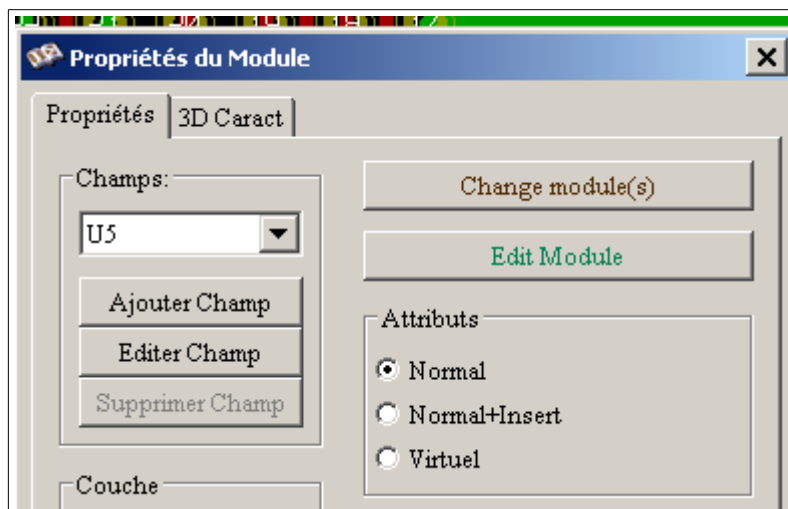 Propriétés du Module
Propriétés
3D Caract
Champs:
U5
Ajouter Champ
Editer Champ
Supprimer Champ
Couche
Change module(s)
Edit Module
Attributs
Normal
Normal+Insert
Virtuel